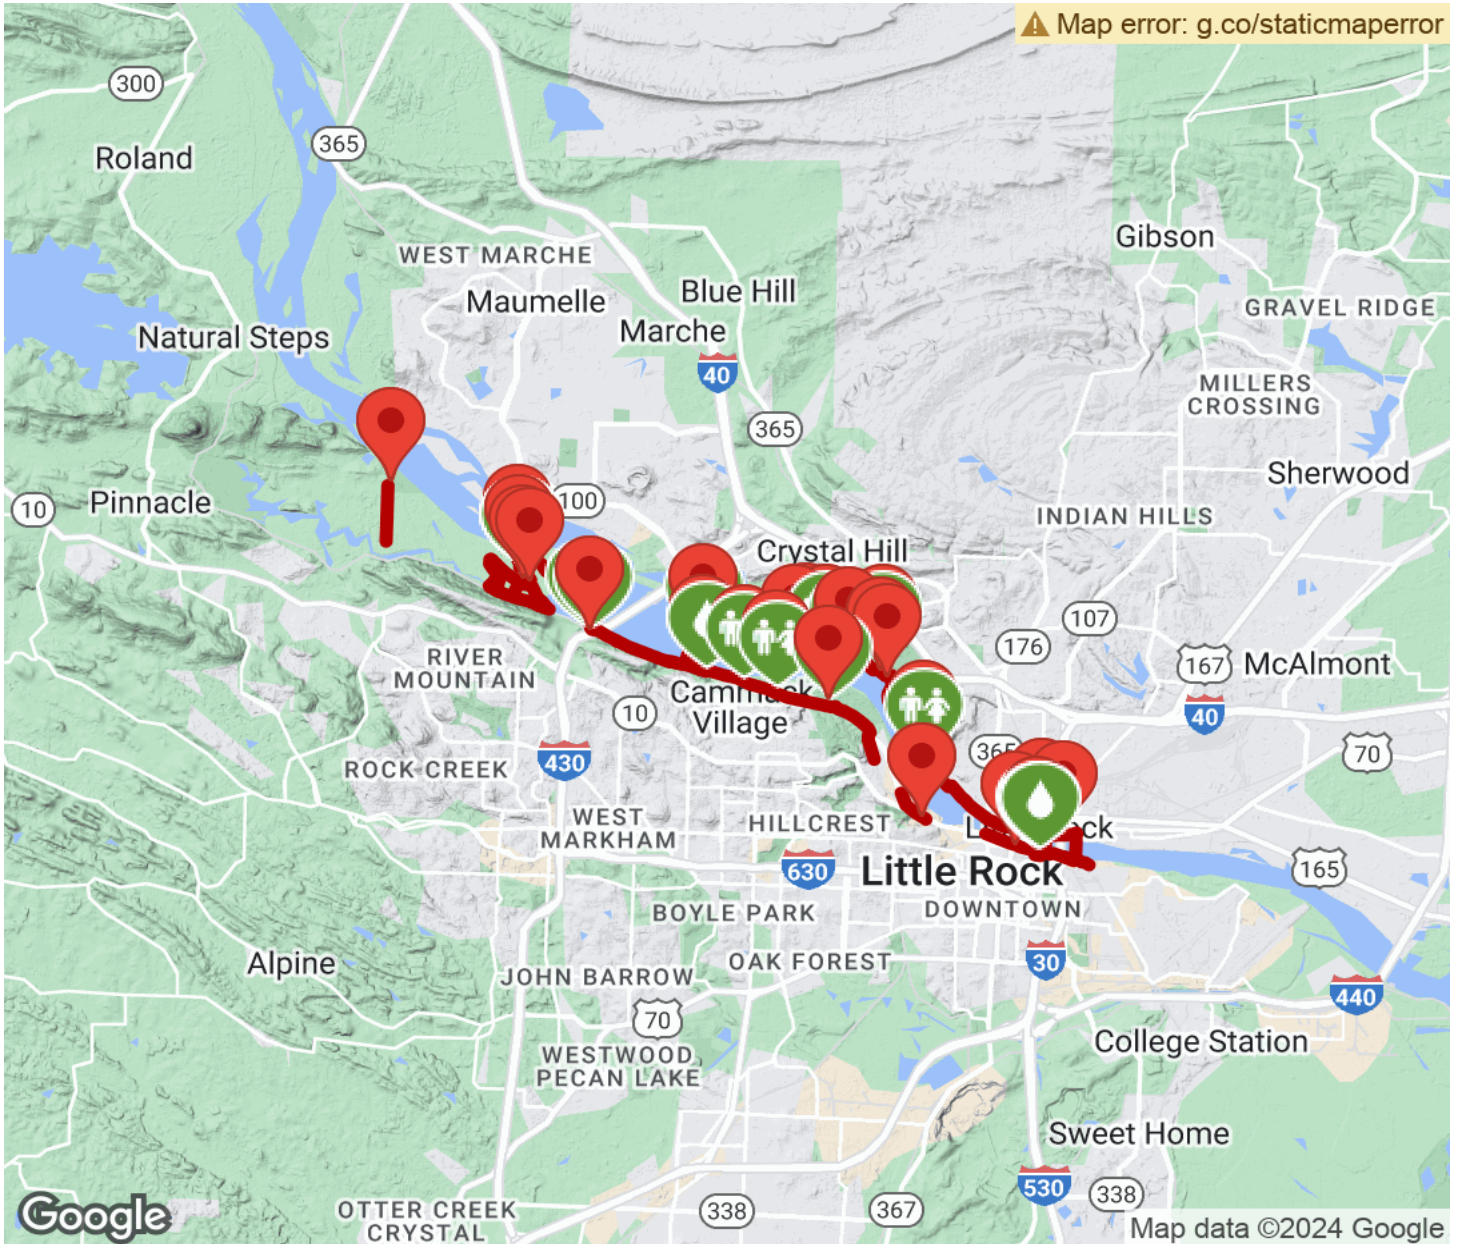 Map error: g.co/staticmaperror
300
365
Roland
Gibson
WEST MARCHE
Maumelle
Blue Hill
GRAVEL RIDGE
Natural Steps
Marche
40
MILLERS
CROSSING
365
Sherwood
10
Pinnacle
100
INDIAN HILLS
Crystal Hill
107
176
167
McAlmont
RIVER
MOUNTAIN
Cammack
Village
10
40
365
70
ROCK CREEK
430
WEST
MARKHAM
HILLCREST
630
Little Rock
165
BOYLE PARK
DOWNTOWN
Alpine
JOHN BARROW
OAK FOREST
30
440
70
College Station
WESTWOOD
PECAN LAKE
Sweet Home
530
338
OTTER CREEK
CRYSTAL
338
367
Google
Map data ©2024 Google